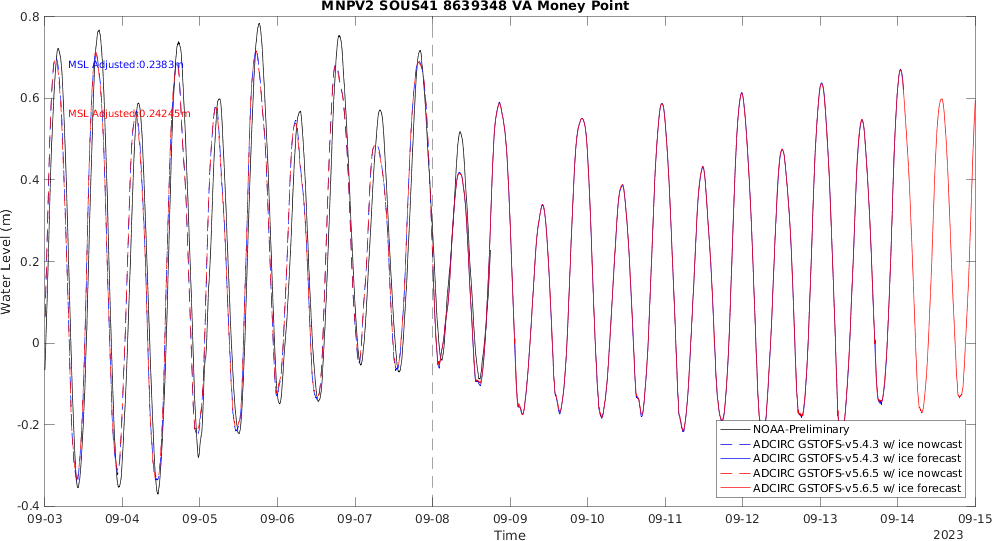 MNPV2 SOUS41 8639348 VA Money Point
0.8
0.6
0.4
0.2
0
-0.2
-0.4
Water Level (m)
MSL Adjusted:0.2383m
MSL Adjusted:0.24245m
NOAA-Preliminary
ADCIRC GSTOFS-v5.4.3 w/ ice nowcast
ADCIRC GSTOFS-v5.4.3 w/ ice forecast
ADCIRC GSTOFS-v5.6.5 w/ ice nowcast
ADCIRC GSTOFS-v5.6.5 w/ ice forecast
09-03 09-04 09-05 09-06 09-07 09-08 09-09 09-10 09-11 09-12 09-13 09-14 09-15
Time
2023